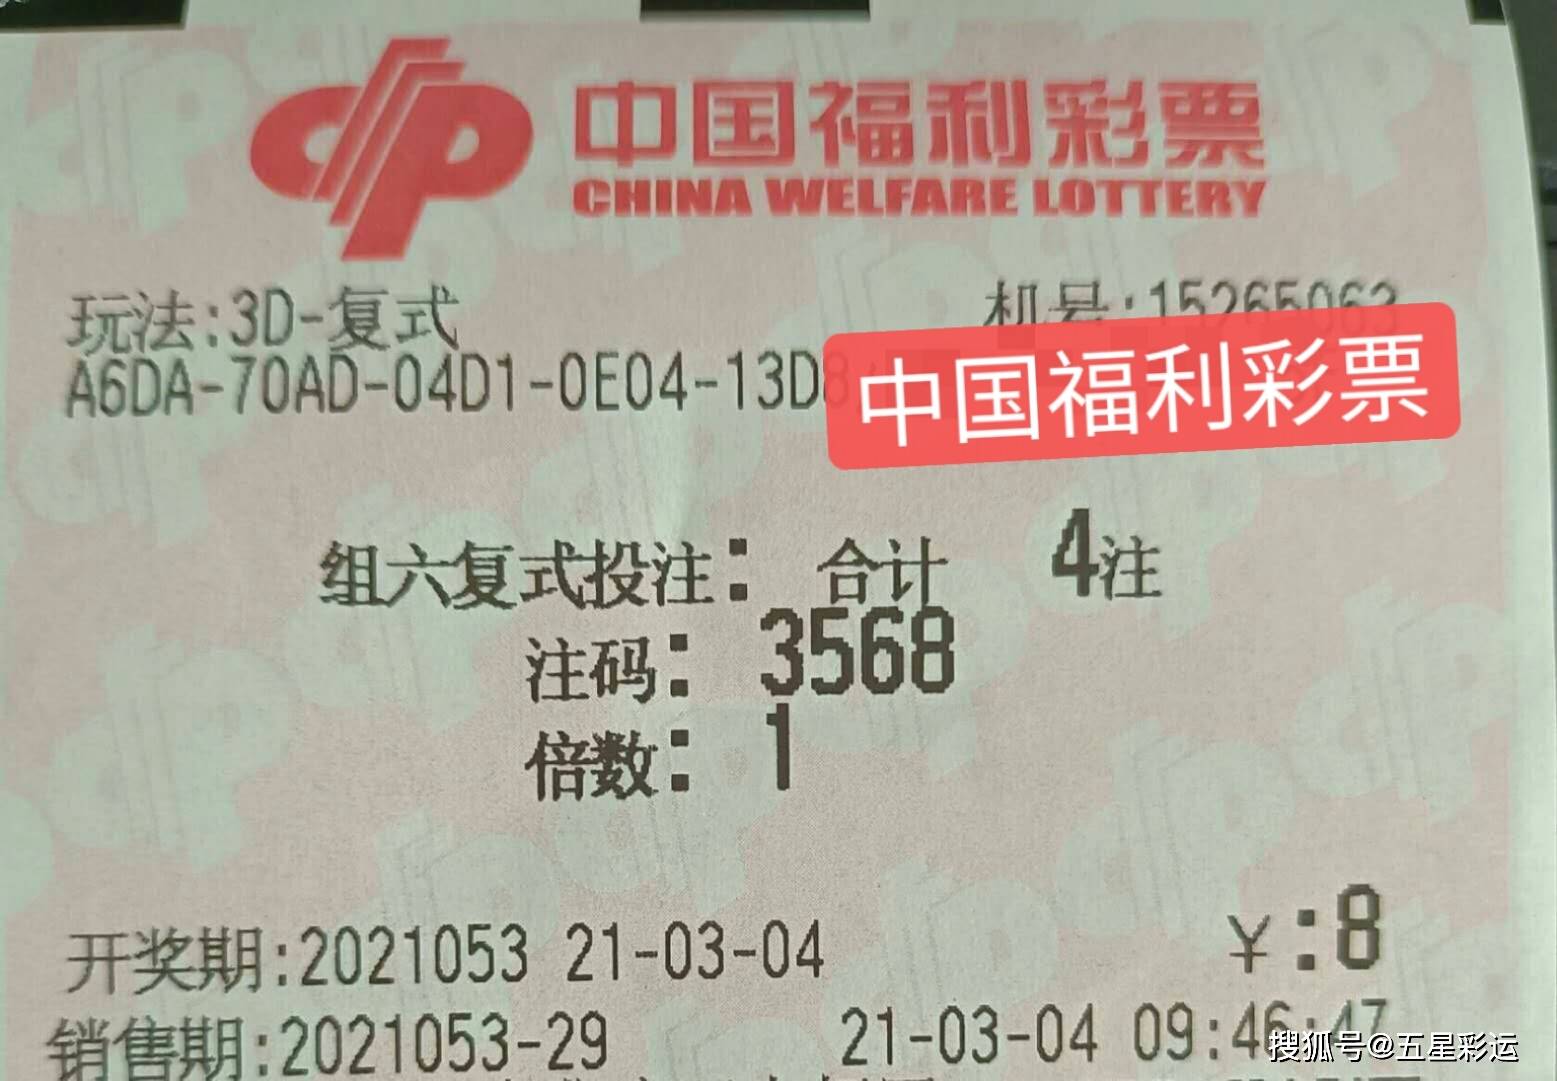 中国福利彩票
CHINA WELFARE LOTTERY
玩法:3D-复式 机号:15265063
A6DA-70AD-04D1-0E04-13D8
中国福利彩票
组六复式投注: 合计 4注
注码: 3568
倍数: 1
开奖期:2021053 21-03-04 ¥:8
销售期:2021053-29 21-03-04 09:46:47
搜狐号@五星彩运